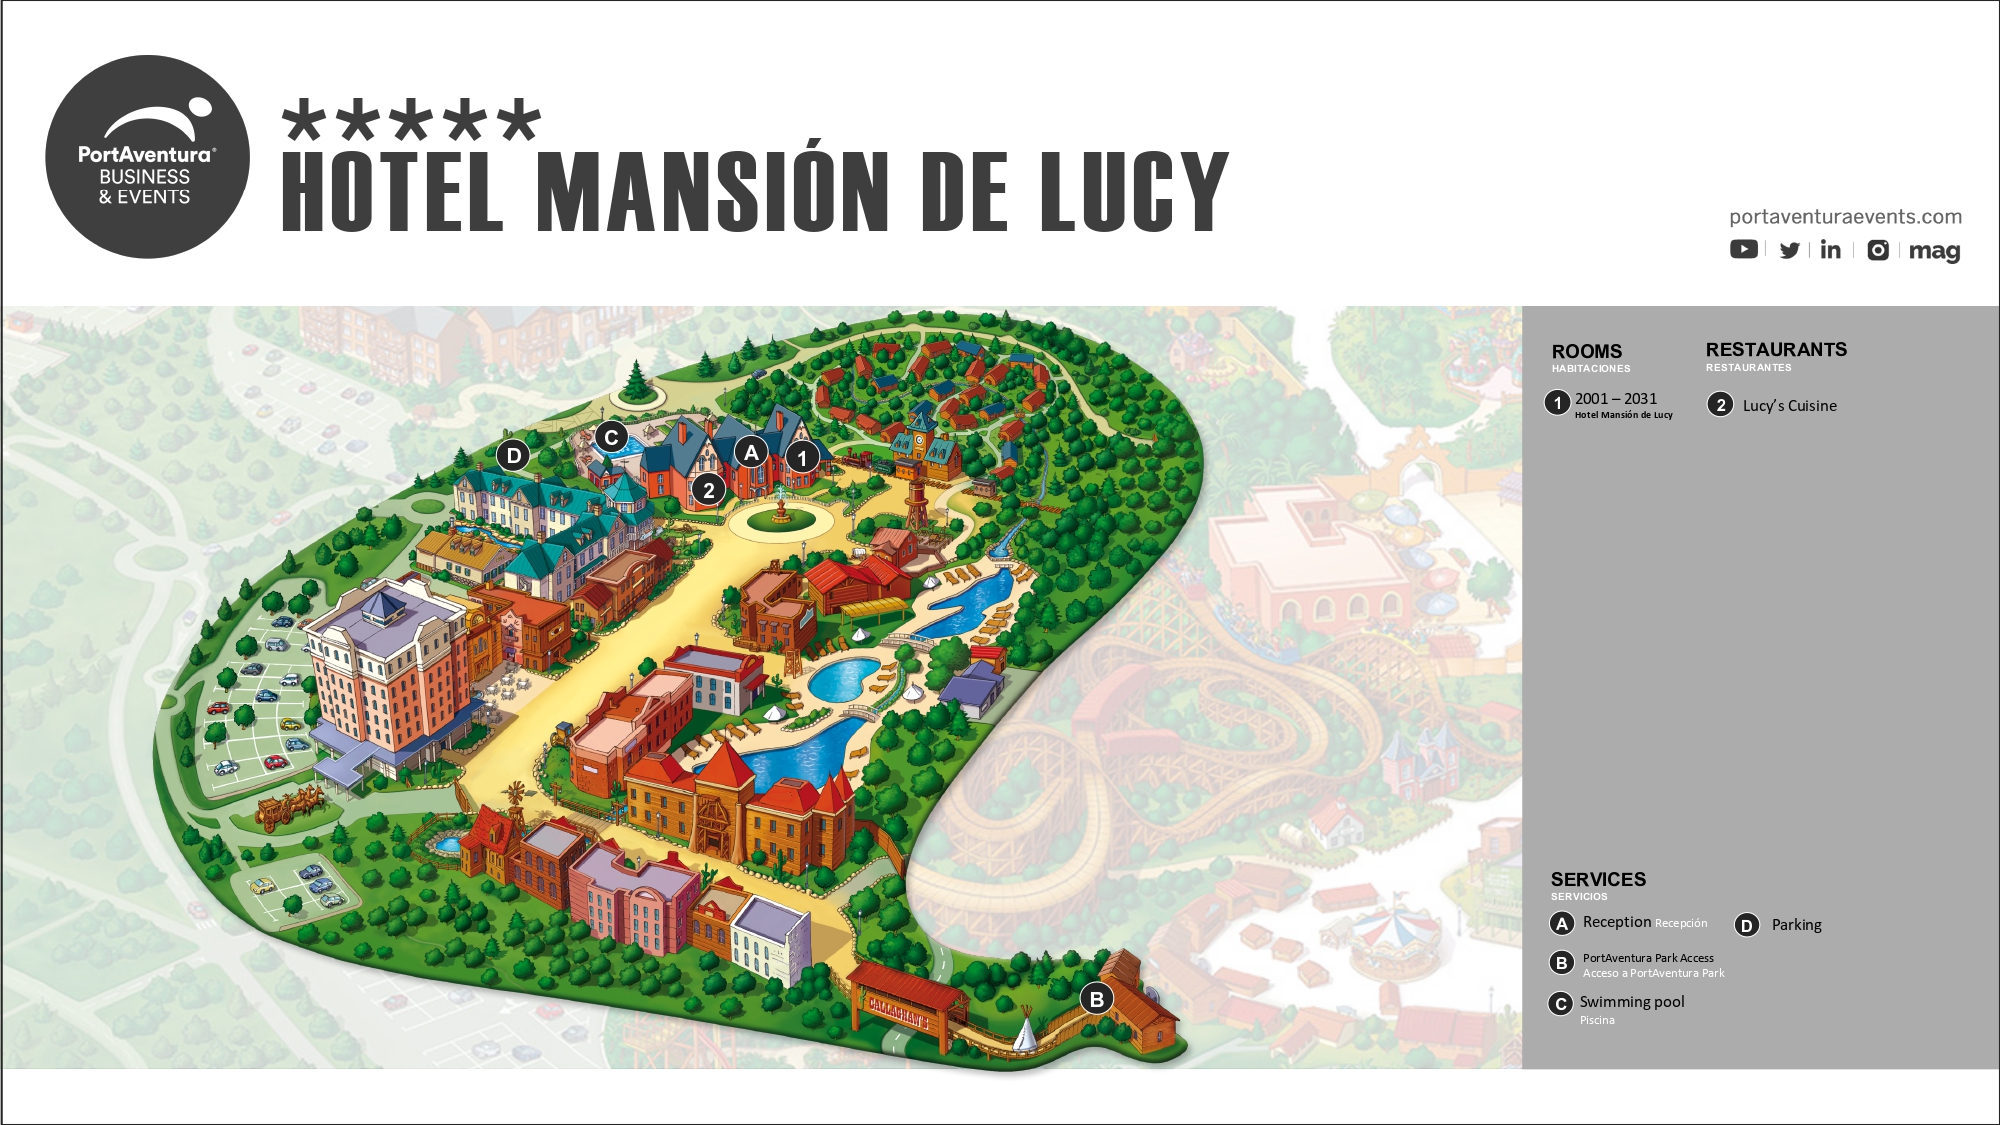 PortAventura®
BUSINESS
& EVENTS
*****
HOTEL MANSIÓN DE LUCY
portaventuraevents.com
mag
ROOMS
HABITACIONES
1 2001 – 2031
Hotel Mansión de Lucy
RESTAURANTS
RESTAURANTES
2 Lucy's Cuisine
D
C
A
1
2
B
CALLAGHAN'S
SERVICES
SERVICIOS
A Reception Recepción
B PortAventura Park Access
Acceso a PortAventura Park
C Swimming pool
Piscina
D Parking